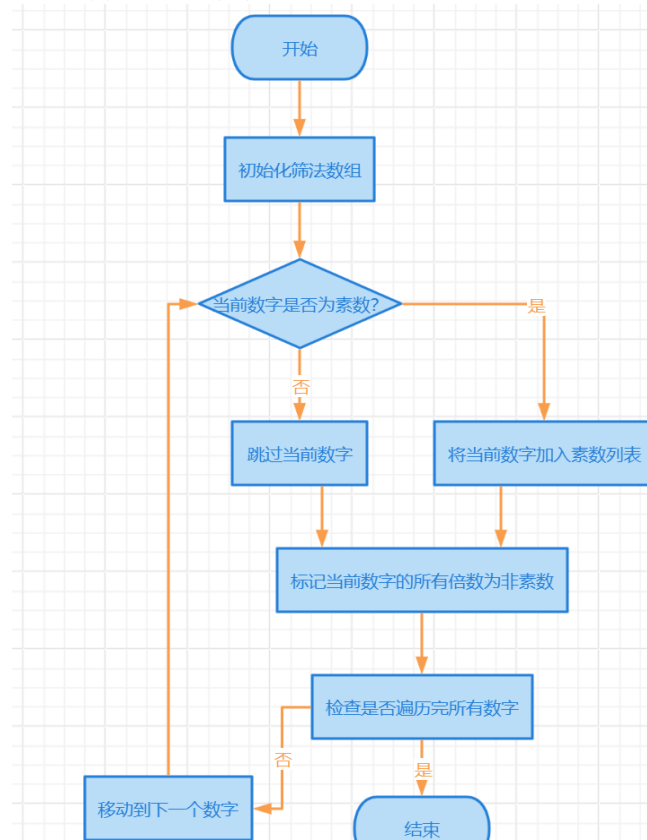 开始
初始化筛法数组
当前数字是否为素数？
是
否
跳过当前数字
将当前数字加入素数列表
标记当前数字的所有倍数为非素数
检查是否遍历完所有数字
否
是
移动到下一个数字
结束